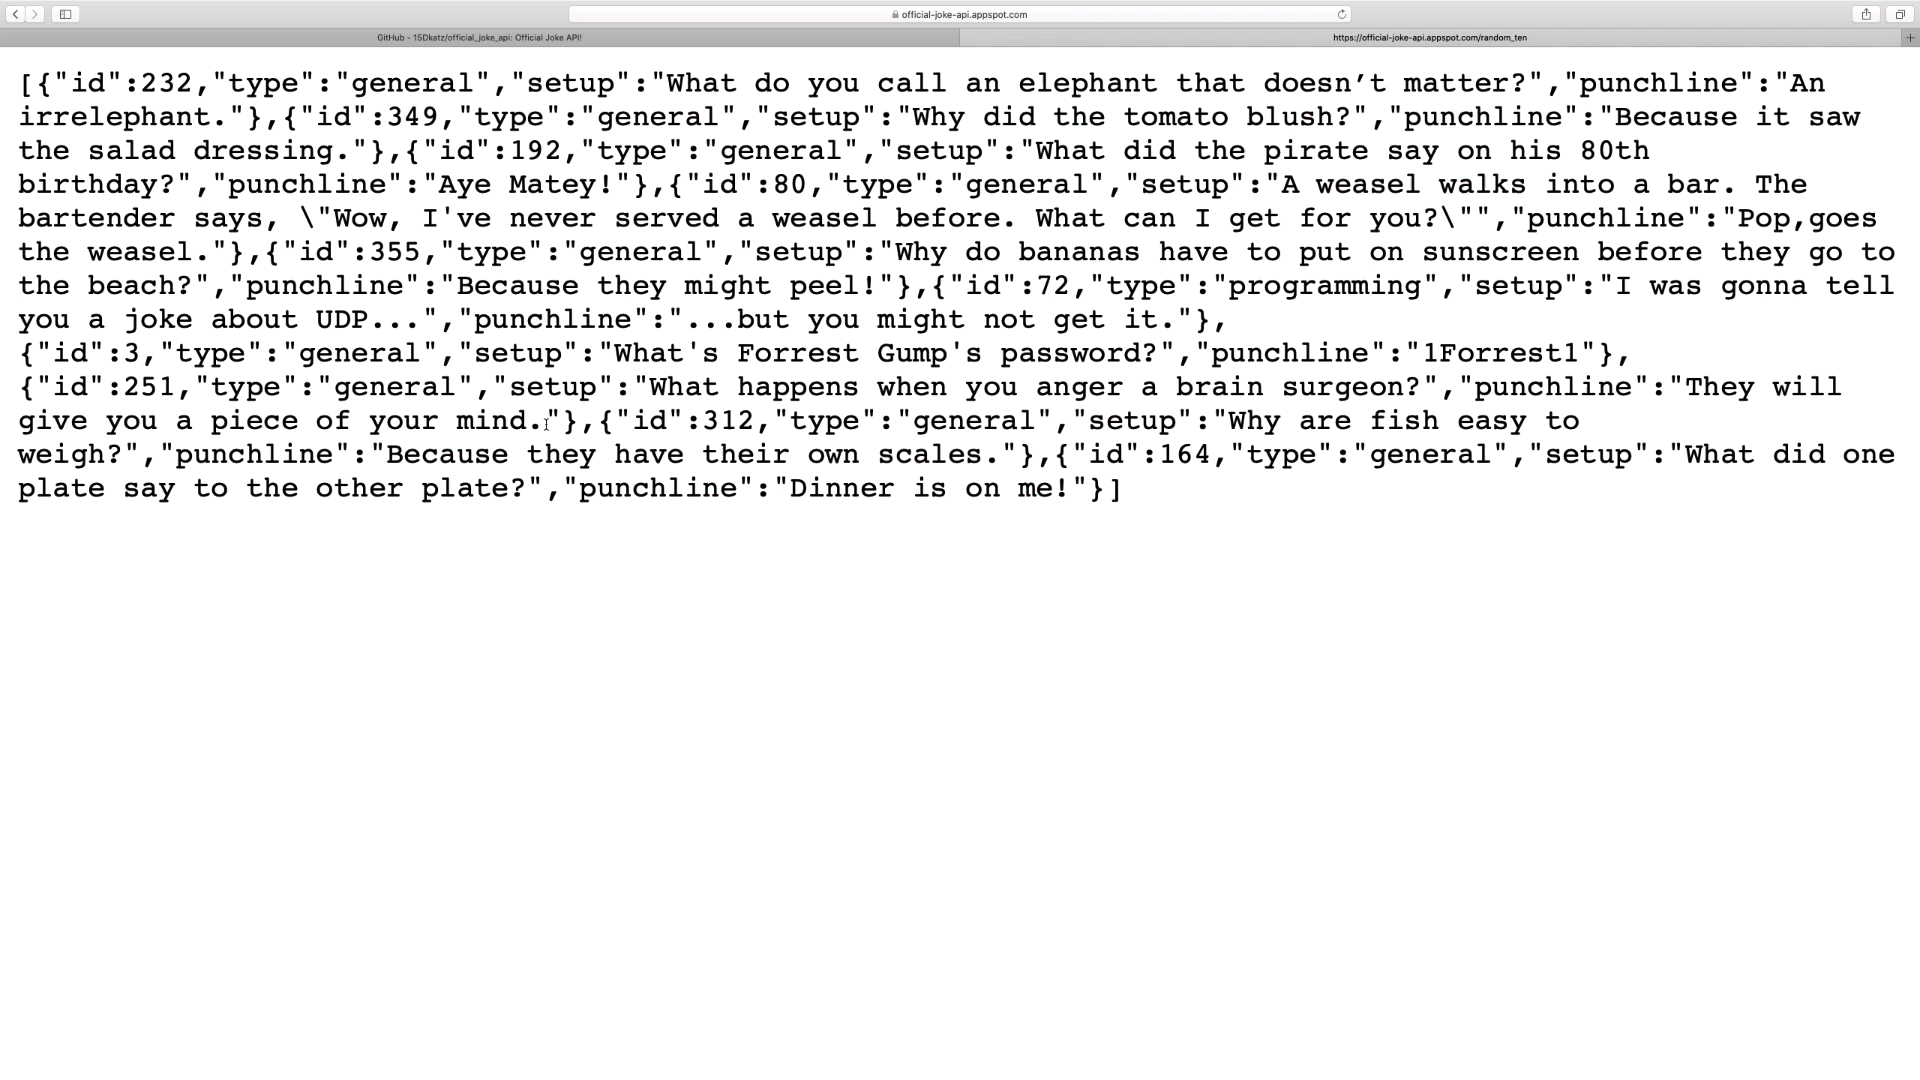 official-joke-api.appspot.com
GitHub - 15Dkatz/official_joke_api: Official Joke API!
https://official-joke-api.appspot.com/random_ten
[{"id":232,"type":"general","setup":"What do you call an elephant that doesn’t matter?","punchline":"An
irrelephant."},{"id":349,"type":"general","setup":"Why did the tomato blush?","punchline":"Because it saw
the salad dressing."},{"id":192,"type":"general","setup":"What did the pirate say on his 80th
birthday?","punchline":"Aye Matey!"},{"id":80,"type":"general","setup":"A weasel walks into a bar. The
bartender says, \"Wow, I've never served a weasel before. What can I get for you?\"","punchline":"Pop,goes
the weasel."},{"id":355,"type":"general","setup":"Why do bananas have to put on sunscreen before they go to
the beach?","punchline":"Because they might peel!"},{"id":72,"type":"programming","setup":"I was gonna tell
you a joke about UDP...","punchline":"...but you might not get it."},
{"id":3,"type":"general","setup":"What's Forrest Gump's password?","punchline":"1Forrest1"},
{"id":251,"type":"general","setup":"What happens when you anger a brain surgeon?","punchline":"They will
give you a piece of your mind."},{"id":312,"type":"general","setup":"Why are fish easy to
weigh?","punchline":"Because they have their own scales."},{"id":164,"type":"general","setup":"What did one
plate say to the other plate?","punchline":"Dinner is on me!"}]